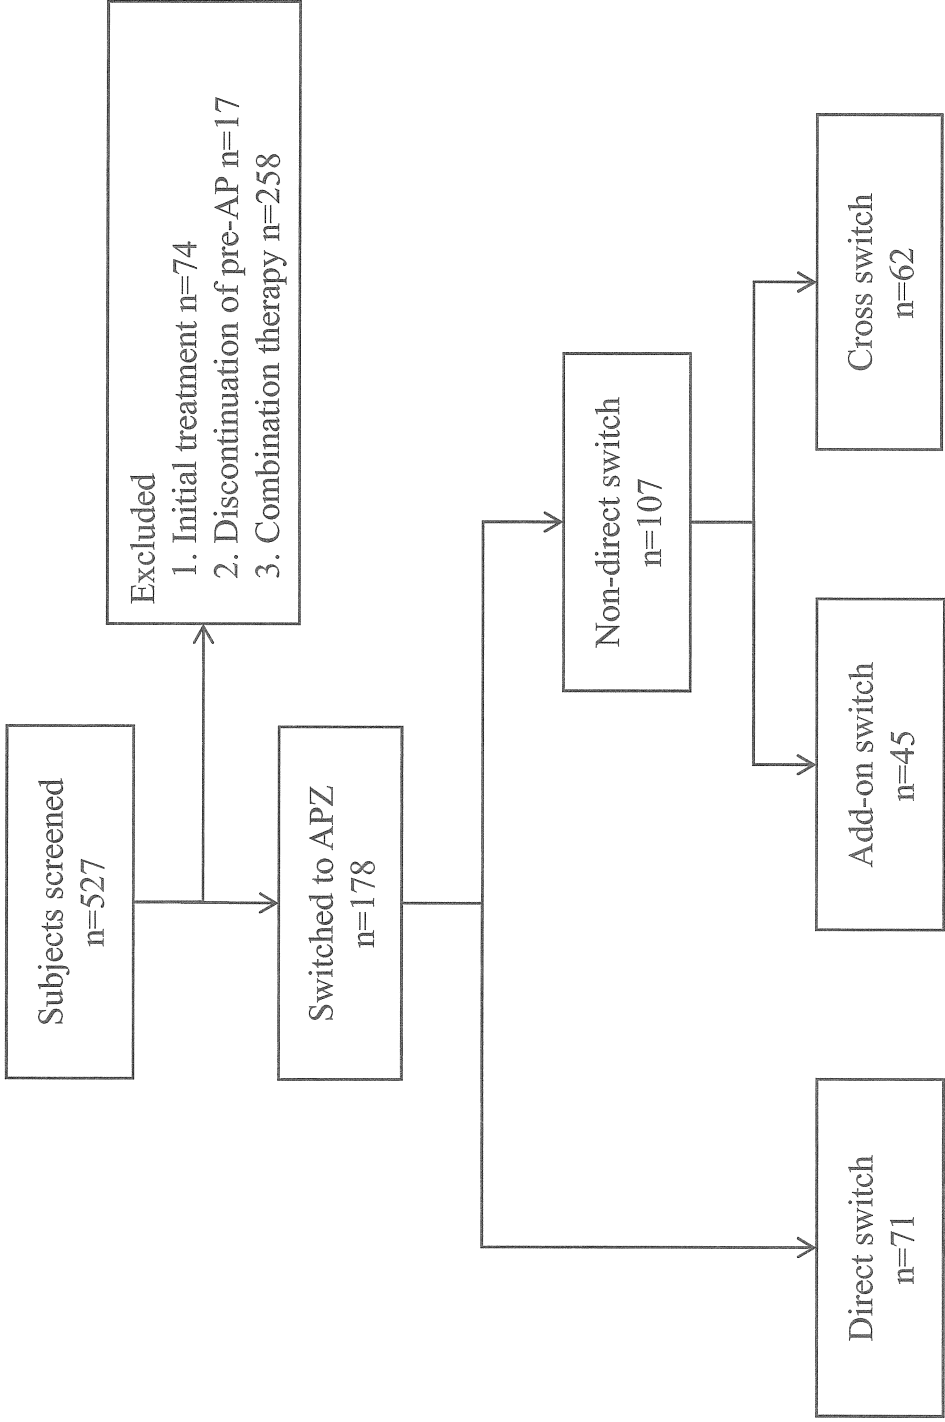 Subjects screened
n=527
Excluded
1. Initial treatment n=74
2. Discontinuation of pre-AP n=17
3. Combination therapy n=258
Switched to APZ
n=178
Non-direct switch
n=107
Direct switch
n=71
Add-on switch
n=45
Cross switch
n=62